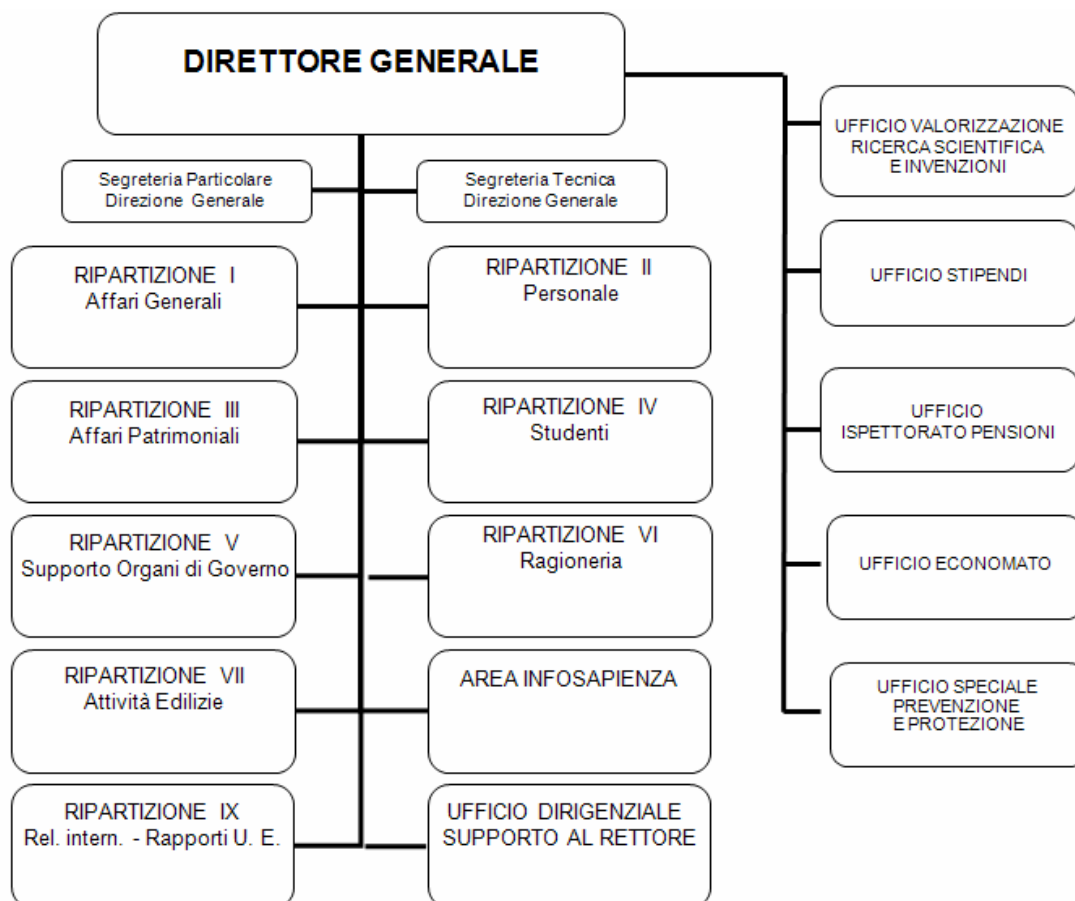 DIRETTORE GENERALE
Segreteria Particolare
Direzione Generale
Segreteria Tecnica
Direzione Generale
RIPARTIZIONE I
Affari Generali
RIPARTIZIONE II
Personale
RIPARTIZIONE III
Affari Patrimoniali
RIPARTIZIONE IV
Studenti
RIPARTIZIONE V
Supporto Organi di Governo
RIPARTIZIONE VI
Ragioneria
RIPARTIZIONE VII
Attività Edilizie
AREA INFOSAPIENZA
RIPARTIZIONE IX
Rel. intern. - Rapporti U. E.
UFFICIO DIRIGENZIALE
SUPPORTO AL RETTORE
UFFICIO VALORIZZAZIONE
RICERCA SCIENTIFICA
E INVENZIONI
UFFICIO STIPENDI
UFFICIO
ISPETTORATO PENSIONI
UFFICIO ECONOMATO
UFFICIO SPECIALE
PREVENZIONE
E PROTEZIONE